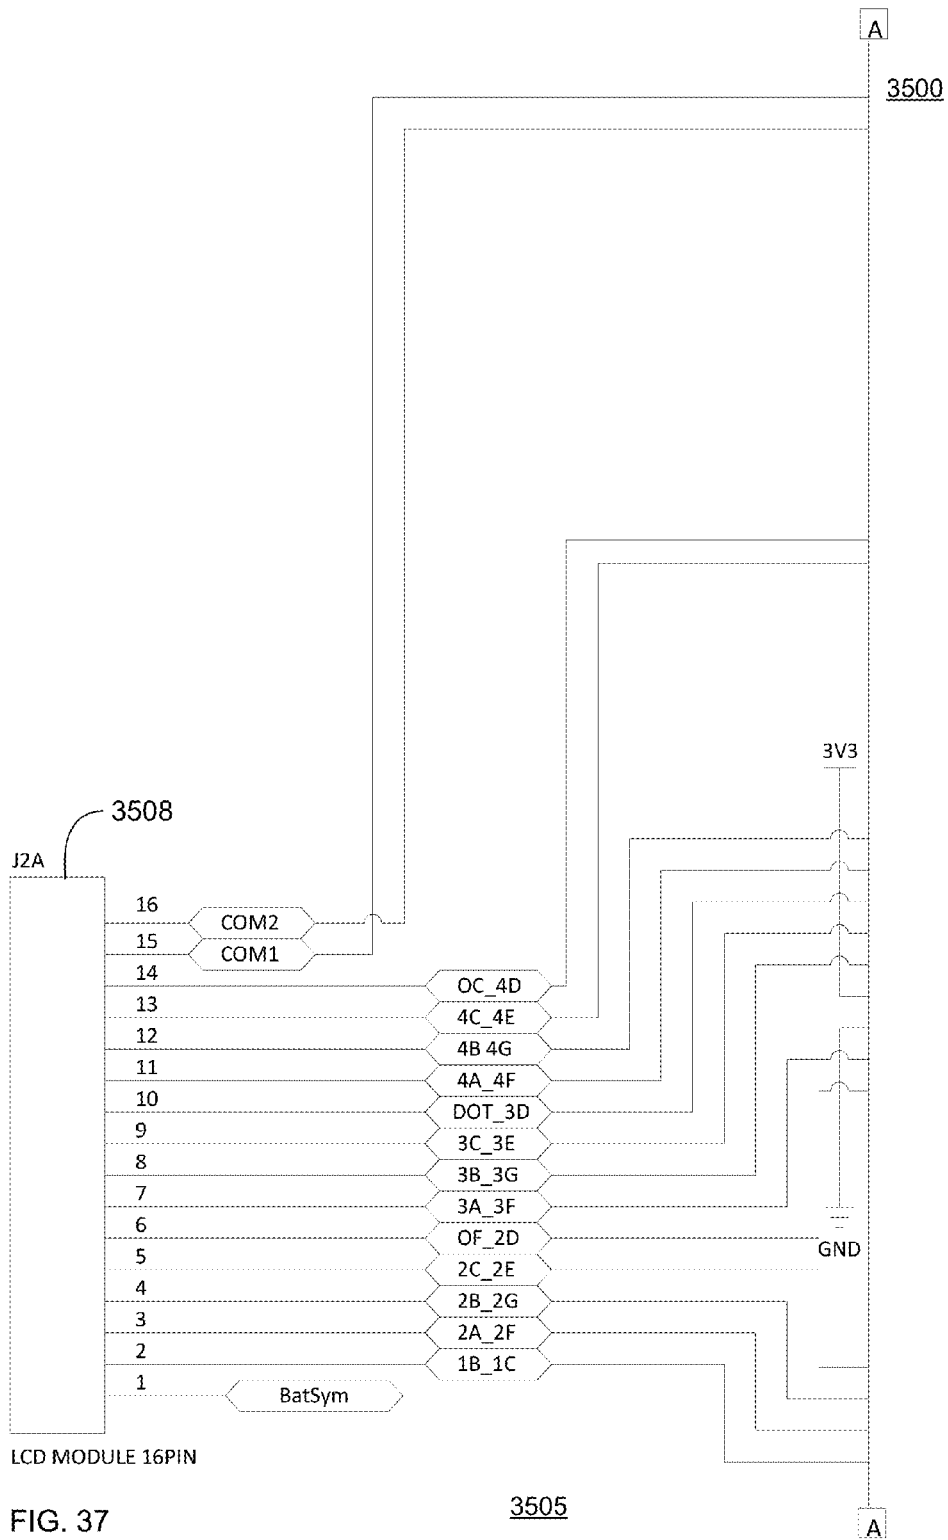 A
3500
3V3
3508
J2A
16 COM2
15 COM1
14 OC_4D
13 4C_4E
12 4B 4G
11 4A_4F
10 DOT_3D
9 3C_3E
8 3B_3G
7 3A_3F
6 OF_2D
GND
5 2C_2E
4 2B_2G
3 2A_2F
2 1B_1C
1 BatSym
LCD MODULE 16PIN
3505
FIG. 37
A